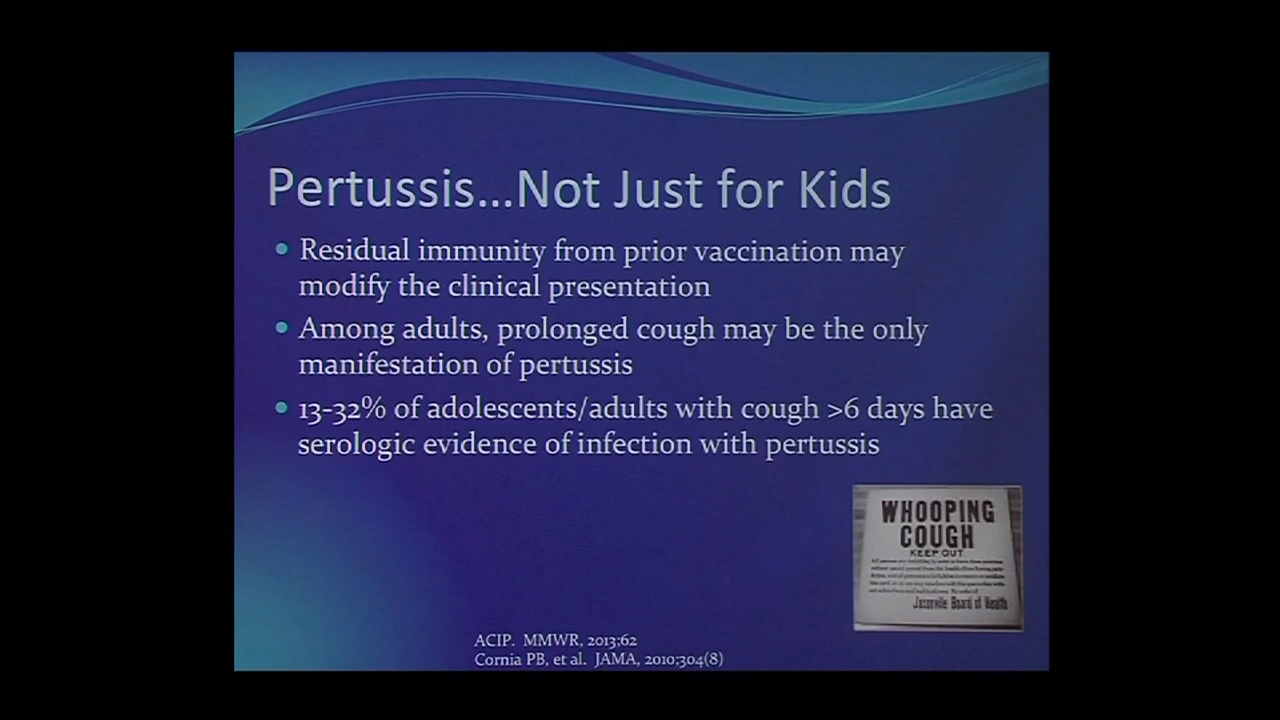 Pertussis...Not Just for Kids
Residual immunity from prior vaccination may
modify the clinical presentation
Among adults, prolonged cough may be the only
manifestation of pertussis
13-32% of adolescents/adults with cough >6 days have
serologic evidence of infection with pertussis
WHOOPING
COUGH
KEEP OUT
Jasonville Board of Health
ACIP. MMWR, 2013;62
Cornia PB, et al. JAMA, 2010;304(8)